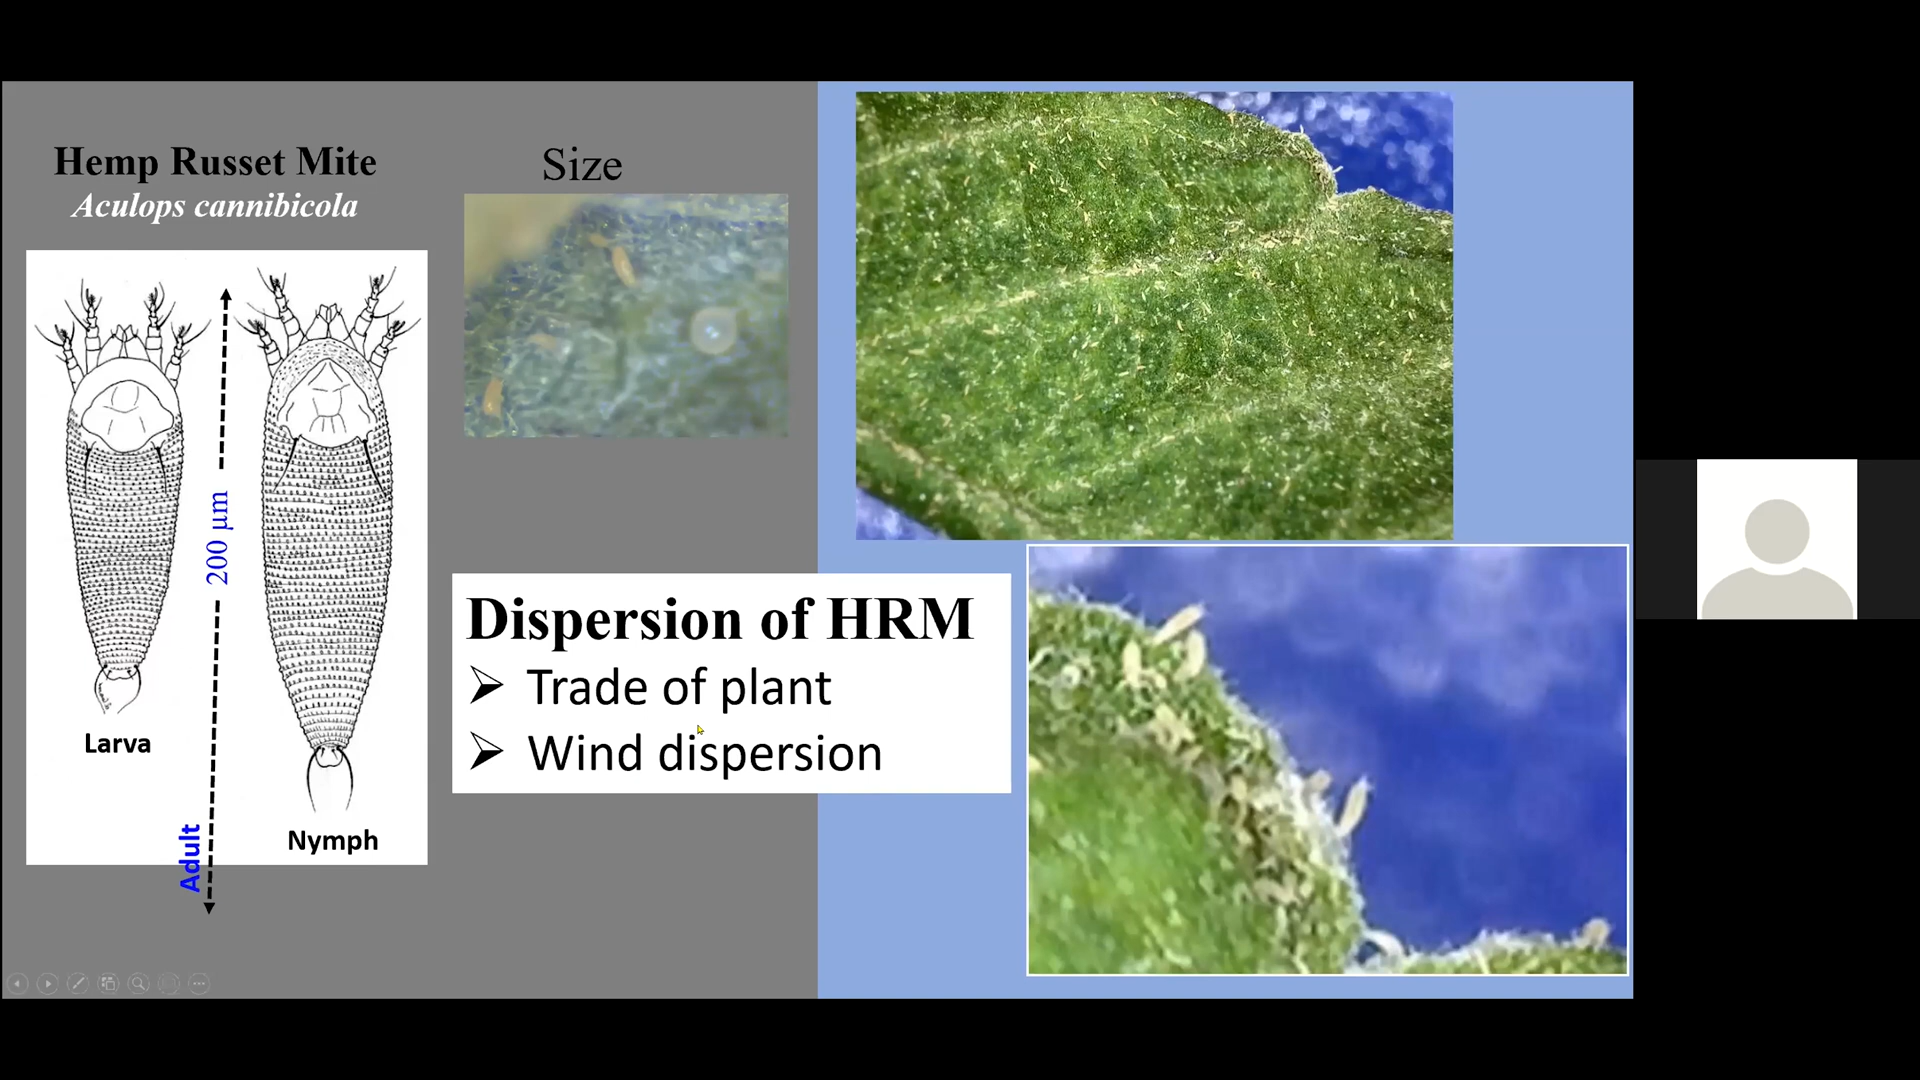 Hemp Russet Mite
Aculops cannibicola
Size
200 µm
Larva
Adult
Nymph
Dispersion of HRM
Trade of plant
Wind dispersion